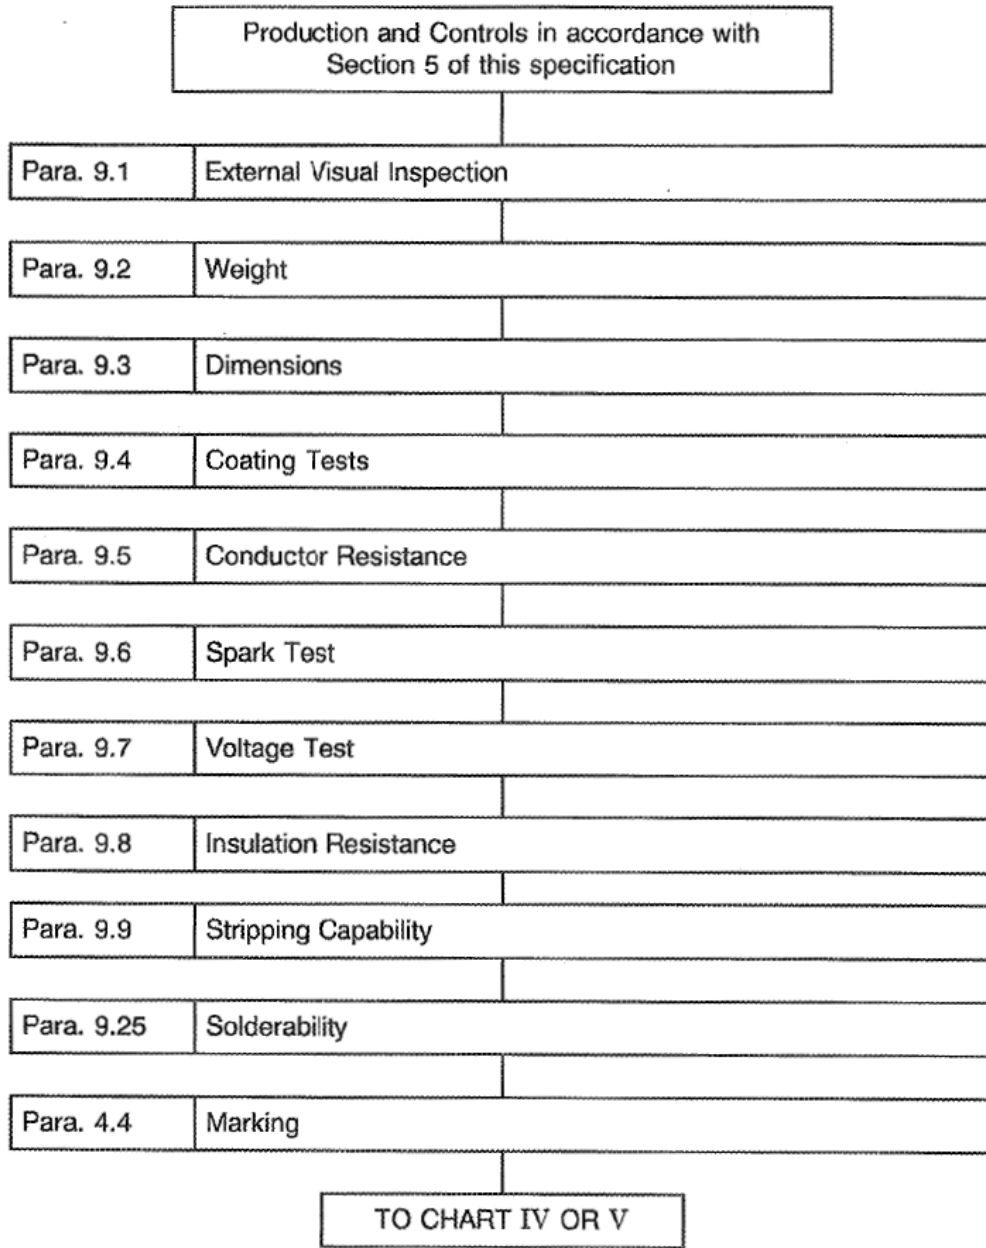 Production and Controls in accordance with
Section 5 of this specification
Para. 9.1 External Visual Inspection
Para. 9.2 Weight
Para. 9.3 Dimensions
Para. 9.4 Coating Tests
Para. 9.5 Conductor Resistance
Para. 9.6 Spark Test
Para. 9.7 Voltage Test
Para. 9.8 Insulation Resistance
Para. 9.9 Stripping Capability
Para. 9.25 Solderability
Para. 4.4 Marking
TO CHART IV OR V